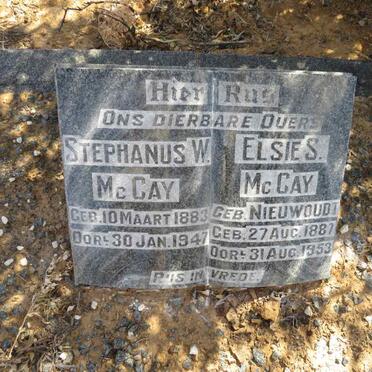 Hier Rus
ONS DIERBARE OUERS
STEPHANUS W.
McCAY
GEB. 10 MAART 1883
OORL. 30 JAN. 194
ELSIE S.
McCAY
GEB. NIEUWOUDT
GEB. 27 AUG. 1887
OORL. 31 AUG. 1953
RUS IN VREDE